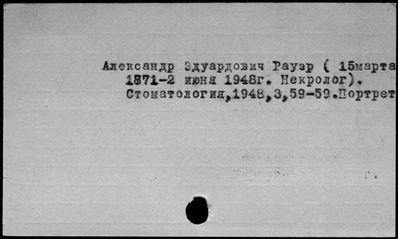 Александр Эдуардович Рауэр ( 15марта
1871-2 июня 1948г. Некролог).
Стоматология,1948,3,59-59.Портрет